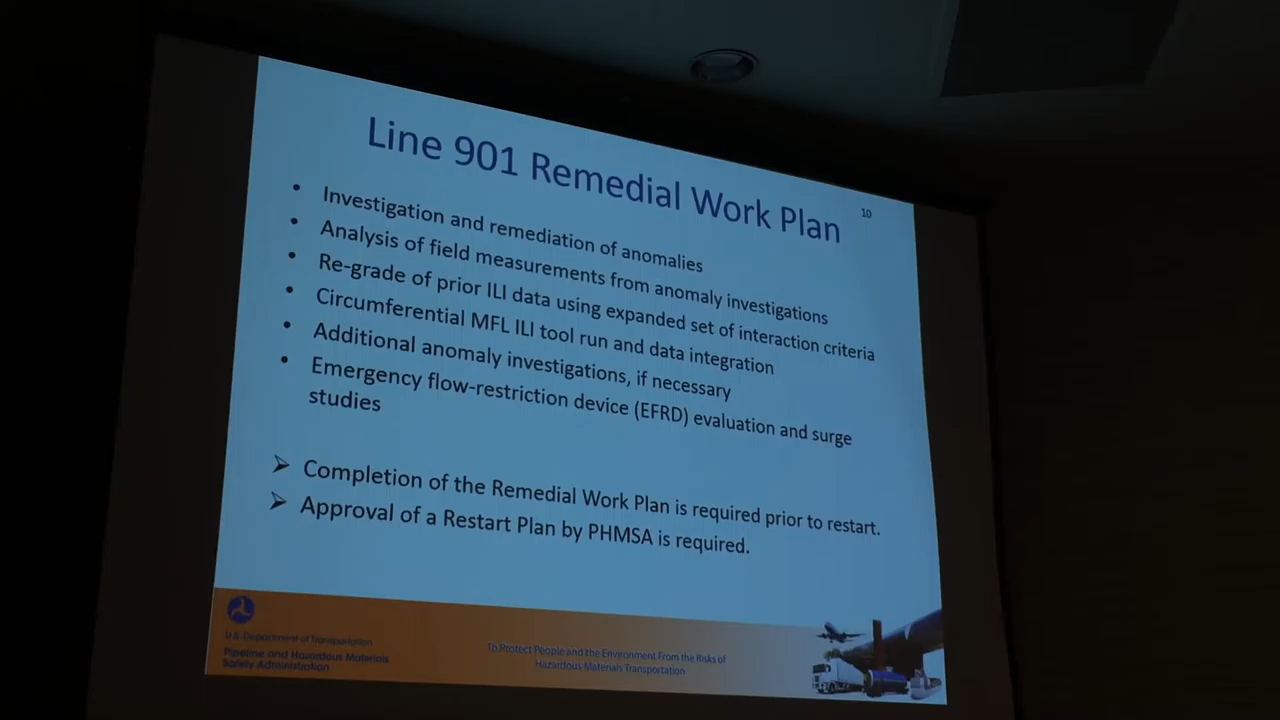 Line 901 Remedial Work Plan
10
• Investigation and remediation of anomalies
• Analysis of field measurements from anomaly investigations
• Re-grade of prior ILI data using expanded set of interaction criteria
• Circumferential MFL ILI tool run and data integration
• Additional anomaly investigations, if necessary
• Emergency flow-restriction device (EFRD) evaluation and surge
studies
➢ Completion of the Remedial Work Plan is required prior to restart.
➢ Approval of a Restart Plan by PHMSA is required.
U.S. Department of Transportation
Pipeline and Hazardous Materials
Safety Administration
To Protect People and the Environment From the Risks of
Hazardous Materials Transportation